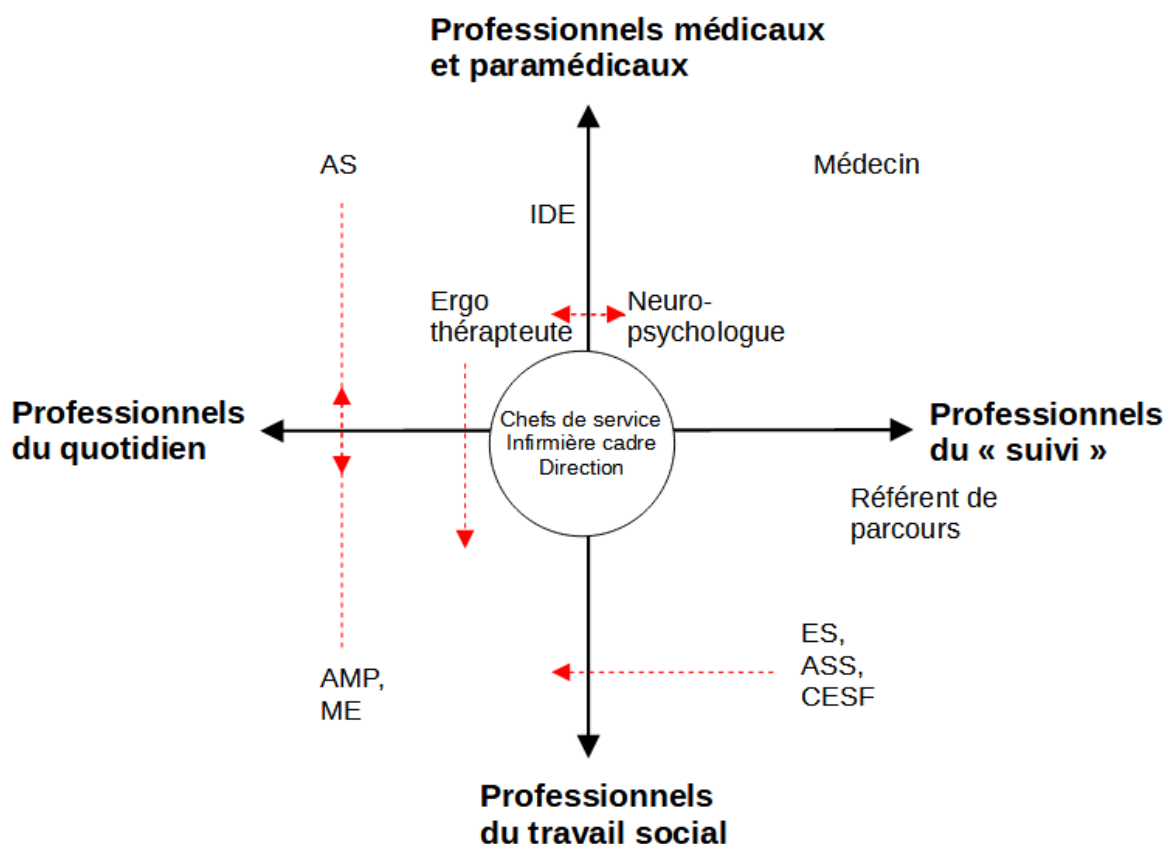 Professionnels médicaux
et paramédicaux
AS
Médecin
IDE
Ergo
thérapteute
Neuro-
psychologue
Professionnels
du quotidien
Chefs de service
Infirmière cadre
Direction
Professionnels
du « suivi »
Référent de
parcours
AMP,
ME
ES,
ASS,
CESF
Professionnels
du travail social